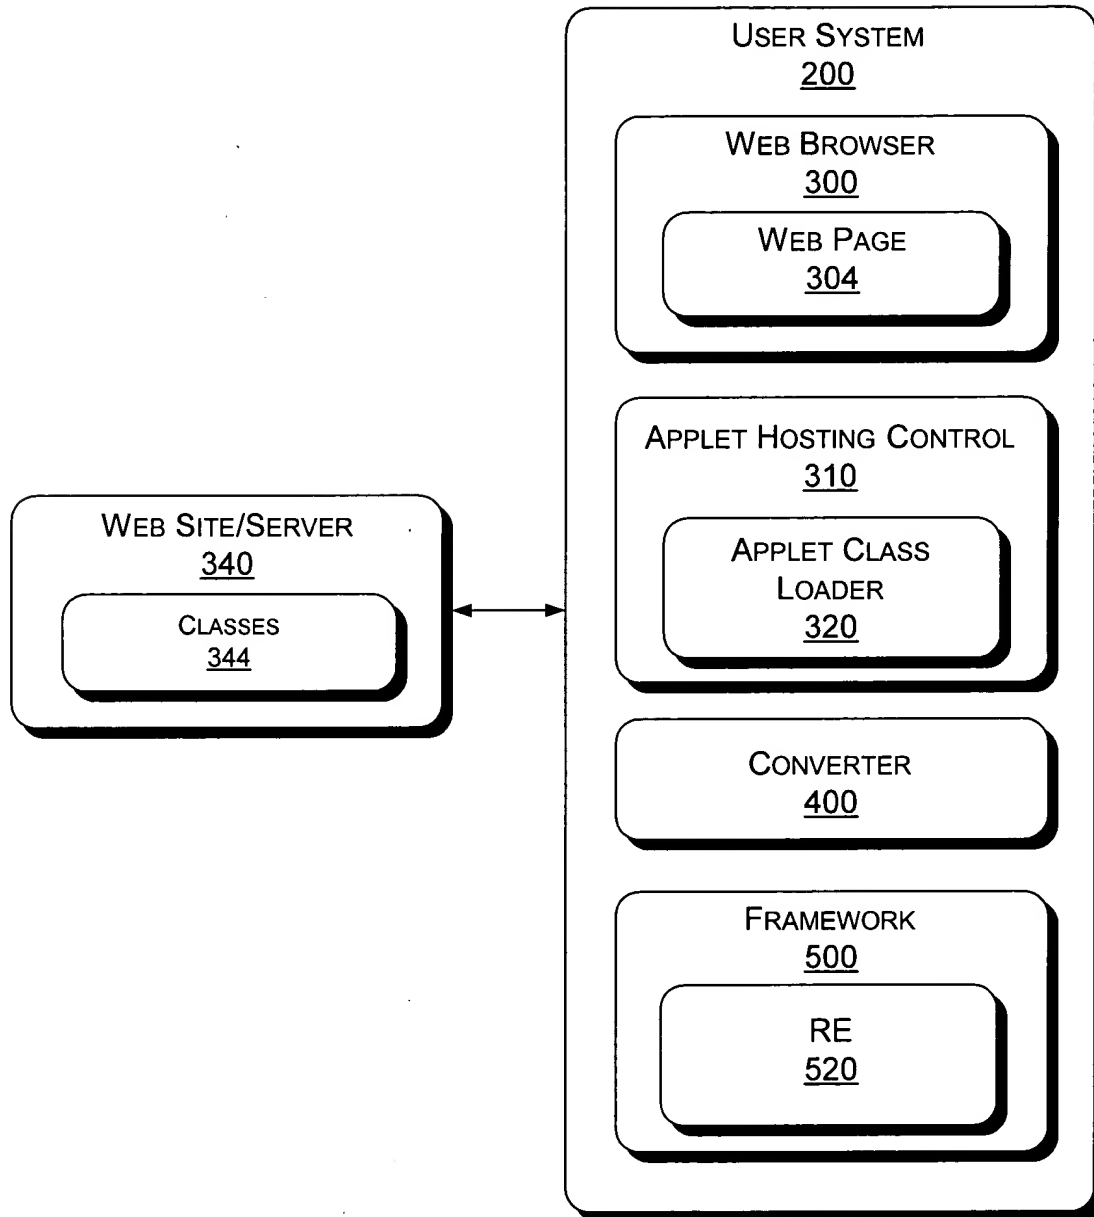 USER SYSTEM
200
WEB BROWSER
300
WEB PAGE
304
APPLET HOSTING CONTROL
310
APPLET CLASS
LOADER
320
WEB SITE/SERVER
340
CLASSES
344
CONVERTER
400
FRAMEWORK
500
RE
520